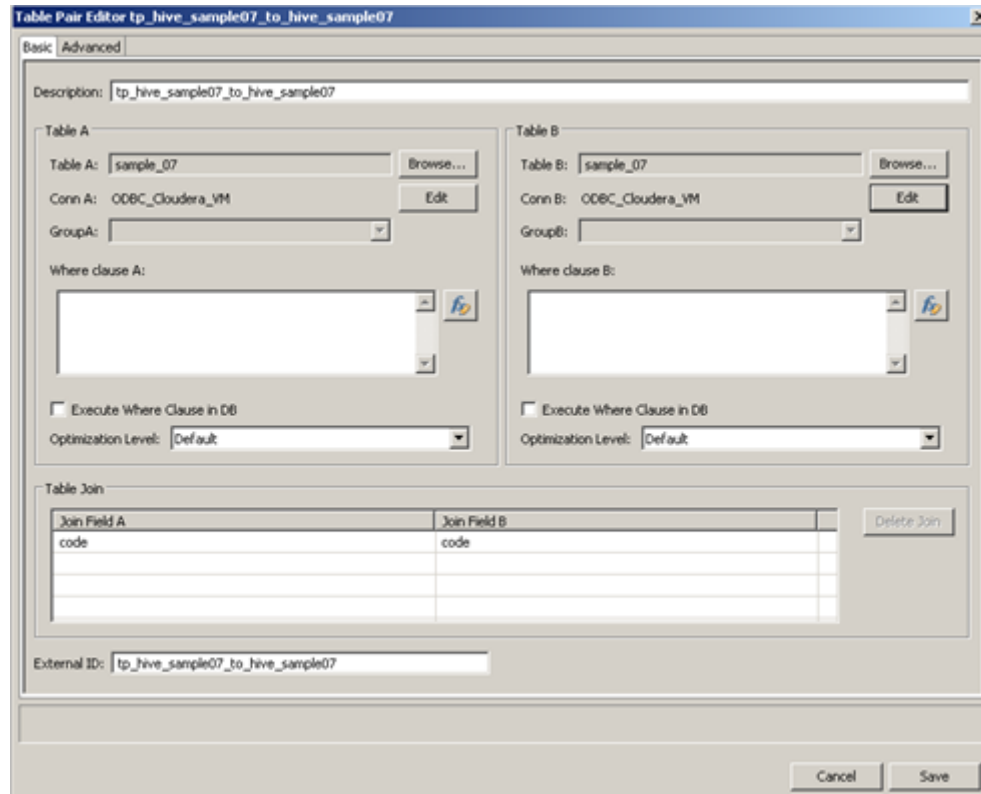 Table Pair Editor tp_hive_sample07_to_hive_sample07
Basic Advanced
Description: tp_hive_sample07_to_hive_sample07
Table A
Table A: sample_07 Browse...
Conn A: ODBC_Cloudera_VM Edit
GroupA:
Where clause A:
Execute Where Clause in DB
Optimization Level: Default
Table B
Table B: sample_07 Browse...
Conn B: ODBC_Cloudera_VM Edit
GroupB:
Where clause B:
Execute Where Clause in DB
Optimization Level: Default
Table Join
Join Field A Join Field B
code code
Delete Join
External ID: tp_hive_sample07_to_hive_sample07
Cancel Save